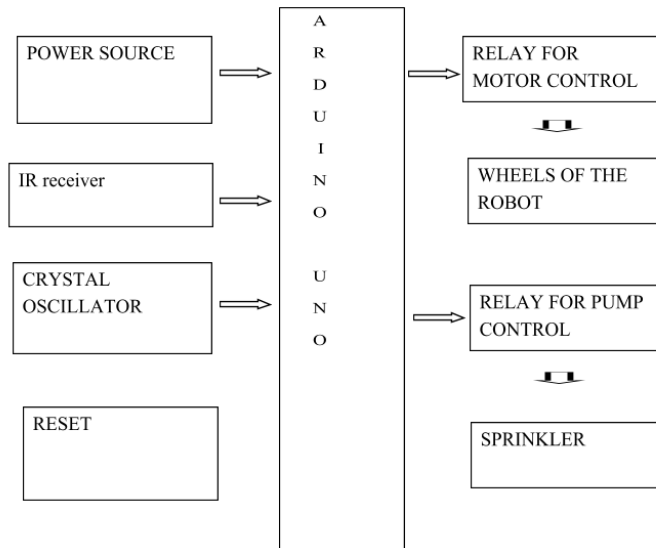 POWER SOURCE
IR receiver
CRYSTAL
OSCILLATOR
RESET
A
R
D
U
I
N
O
U
N
O
RELAY FOR
MOTOR CONTROL
WHEELS OF THE
ROBOT
RELAY FOR PUMP
CONTROL
SPRINKLER